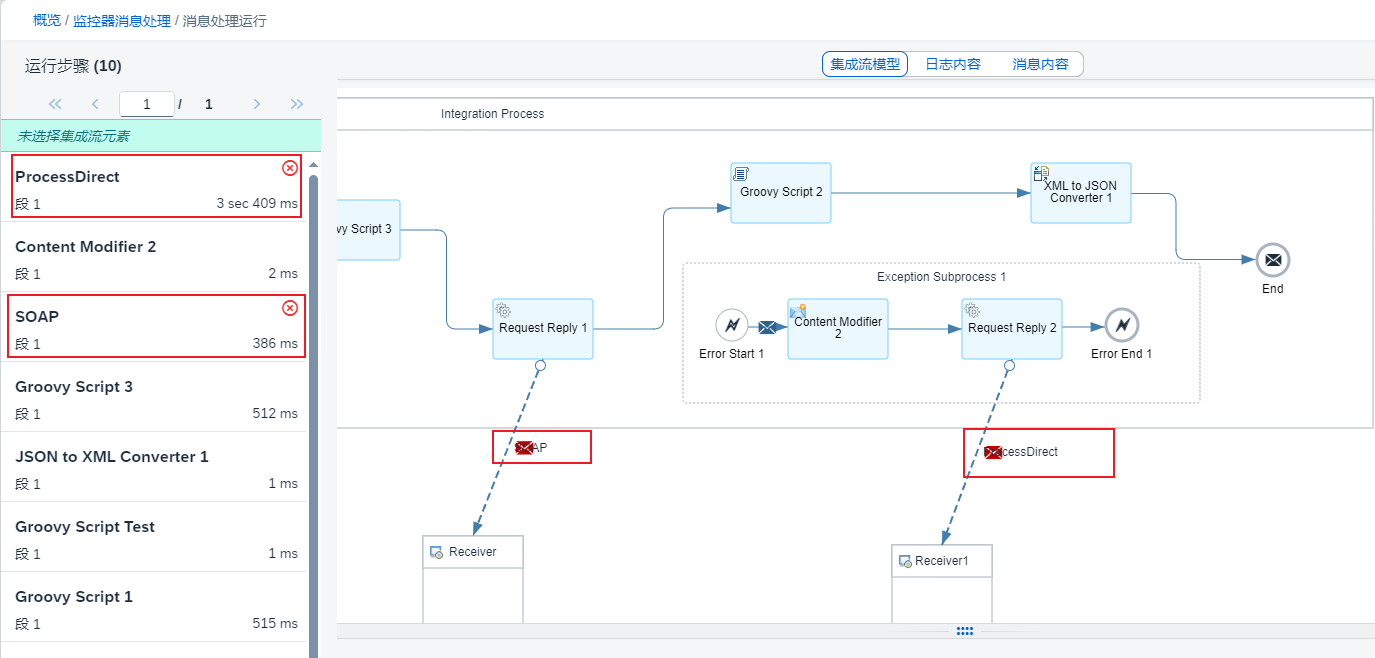 概览 / 监控器消息处理 / 消息处理运行
运行步骤 (10)
1 / 1
未选择集成流元素
ProcessDirect
段 1 3 sec 409 ms
Content Modifier 2
段 1 2 ms
SOAP
段 1 386 ms
Groovy Script 3
段 1 512 ms
JSON to XML Converter 1
段 1 1 ms
Groovy Script Test
段 1 1 ms
Groovy Script 1
段 1 515 ms
集成流模型 日志内容 消息内容
Integration Process
vy Script 3
Groovy Script 2
XML to JSON
Converter 1
End
Request Reply 1
Exception Subprocess 1
Error Start 1
Content Modifier
2
Request Reply 2
Error End 1
AP
cessDirect
Receiver
Receiver1